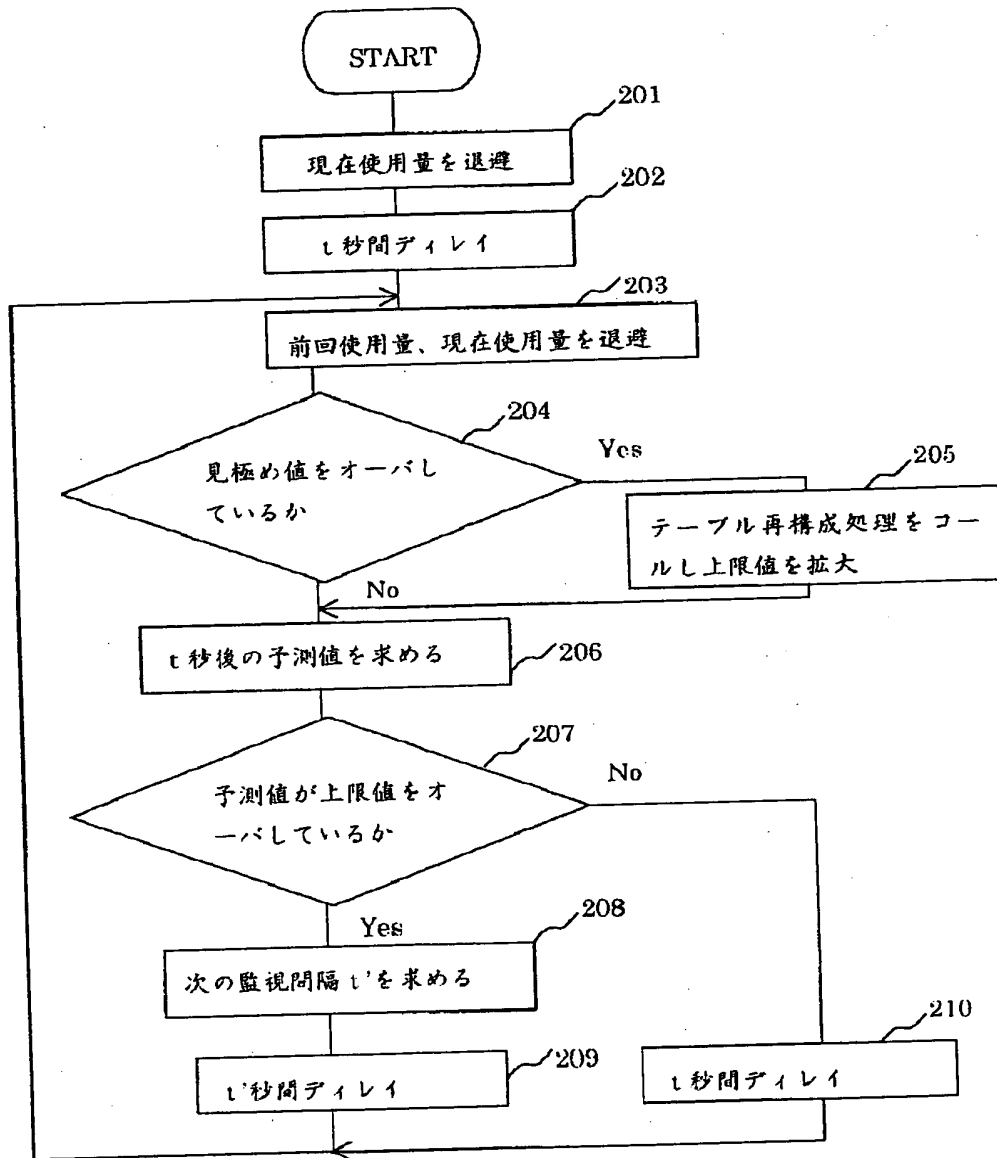 START
201
現在使用量を退避
202
t秒間ディレイ
203
前回使用量、現在使用量を退避
204
見極め値をオーバし
ているか
Yes
205
テーブル再構成処理をコー
ルし上限値を拡大
No
t秒後の予測値を求める
206
207
予測値が上限値をオ
ーバしているか
No
Yes
208
次の監視間隔t'を求める
209
t'秒間ディレイ
210
t秒間ディレイ